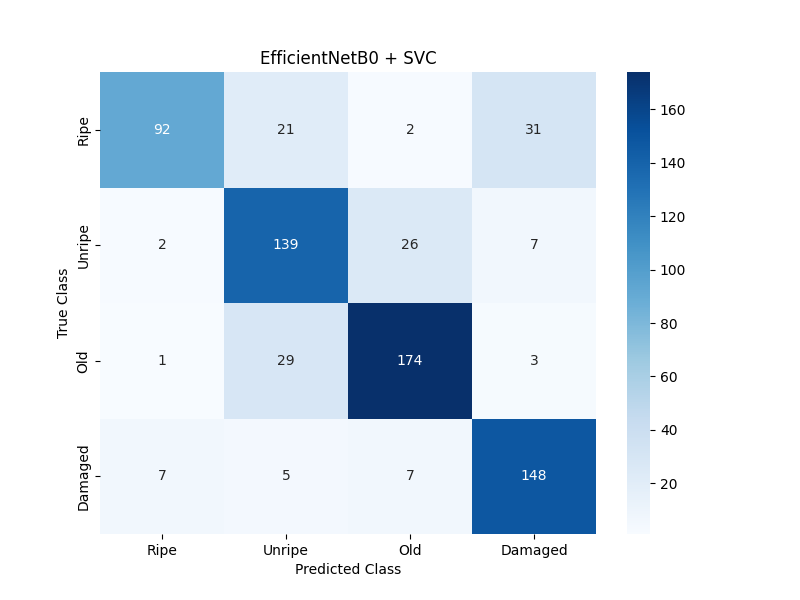 EfficientNetB0 + SVC
Ripe 92 21 2 31
Unripe 2 139 26 7
Old 1 29 174 3
Damaged 7 5 7 148
True Class
Ripe Unripe Old Damaged
Predicted Class
160
140
120
100
80
60
40
20